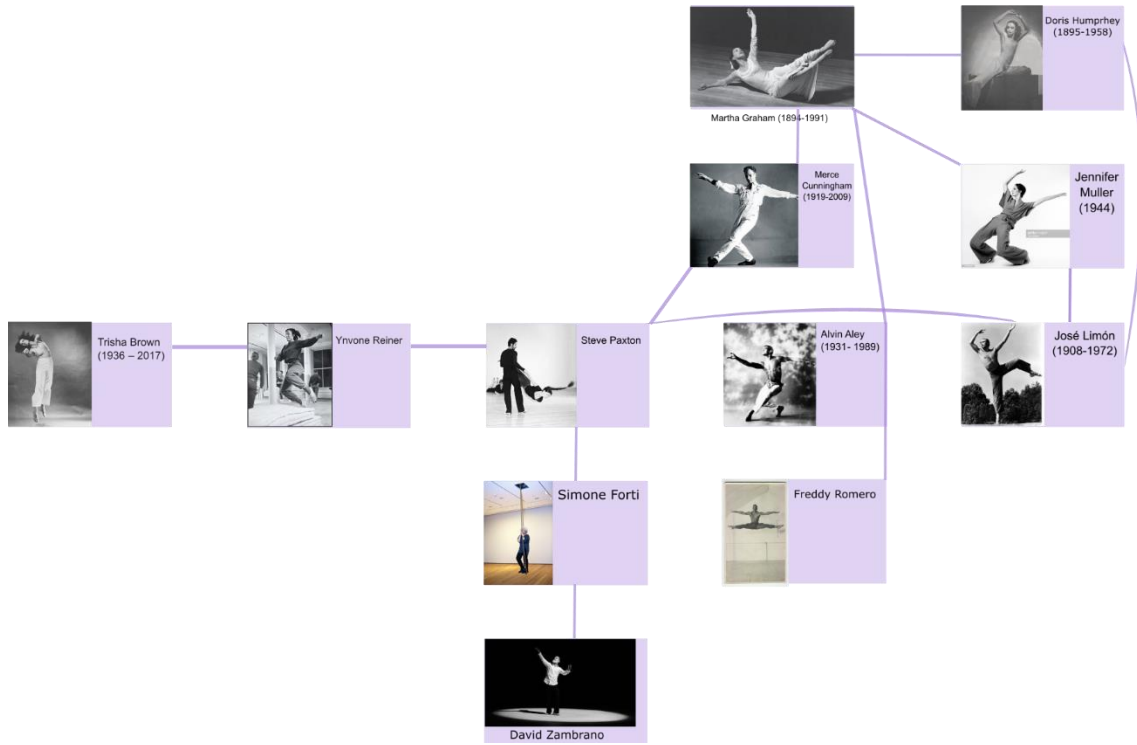 Doris Humprhey
(1895-1958)
Martha Graham (1894-1991)
Merce
Cunningham
(1919-2009)
Jennifer
Muller
(1944)
Trisha Brown
(1936 – 2017)
Ynvone Reiner
Steve Paxton
Alvin Aley
(1931- 1989)
José Limón
(1908-1972)
Simone Forti
Freddy Romero
David Zambrano